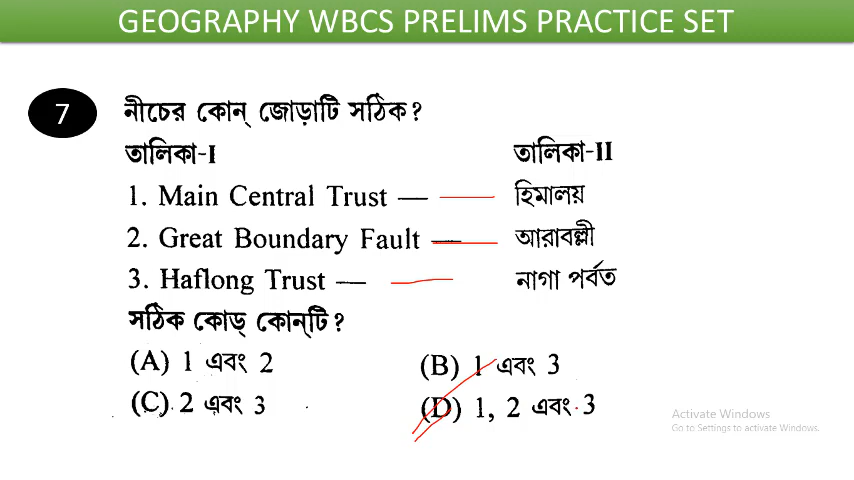 GEOGRAPHY WBCS PRELIMS PRACTICE SET
7 নীচের কোন্ জোড়াটি সঠিক?
তালিকা-I তালিকা-II
1. Main Central Trust — হিমালয়
2. Great Boundary Fault — আরাবল্লী
3. Haflong Trust — নাগা পর্বত
সঠিক কোড্ কোন্‌টি?
(A) 1 এবং 2 (B) 1 এবং 3
(C) 2 এবং 3 (D) 1, 2 এবং 3
Activate Windows
Go to Settings to activate Windows.